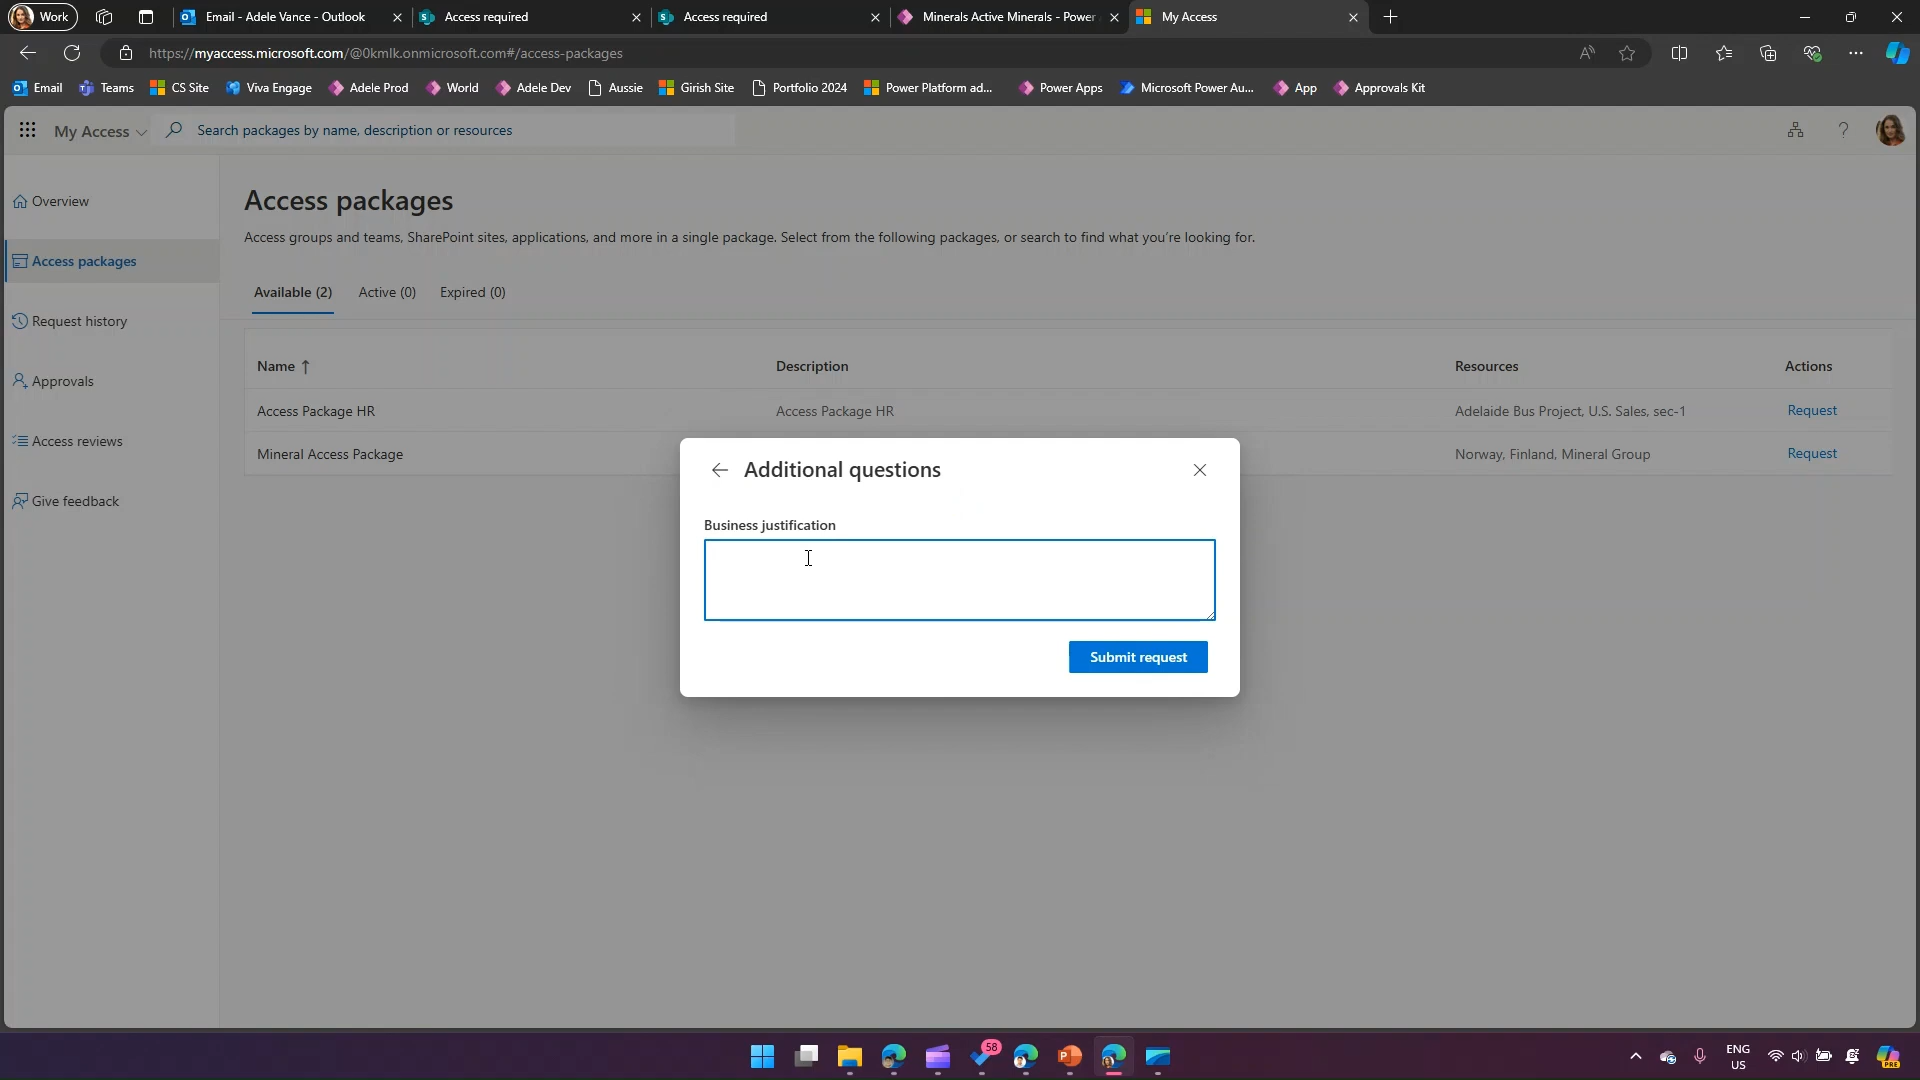 Work
Email - Adele Vance - Outlook
Access required
Access required
Minerals Active Minerals - Power
My Access
https://myaccess.microsoft.com/@0kmlk.onmicrosoft.com#/access-packages
Email
Teams
CS Site
Viva Engage
Adele Prod
World
Adele Dev
Aussie
Girish Site
Portfolio 2024
Power Platform ad...
Power Apps
Microsoft Power Au...
App
Approvals Kit
My Access
Search packages by name, description or resources
?
Overview
Access packages
Request history
Approvals
Access reviews
Give feedback
Access packages
Access groups and teams, SharePoint sites, applications, and more in a single package. Select from the following packages, or search to find what you're looking for.
Available (2)
Active (0)
Expired (0)
Name ↑
Description
Resources
Actions
Access Package HR
Access Package HR
Adelaide Bus Project, U.S. Sales, sec-1
Request
Mineral Access Package
Norway, Finland, Mineral Group
Request
Additional questions
Business justification
Submit request
58
ENG
US
PRE